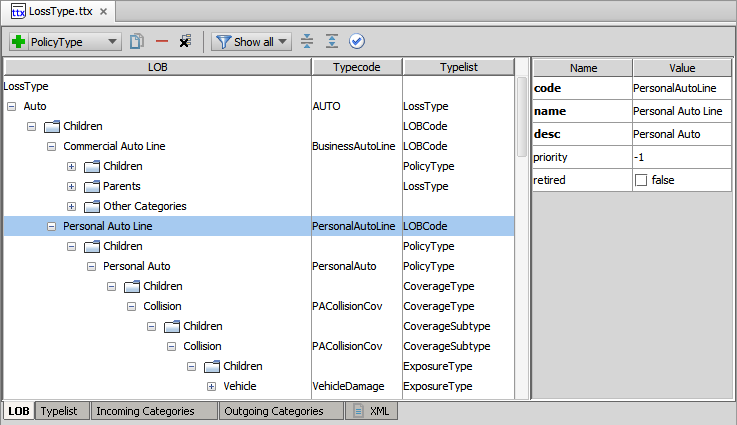 ttx LossType.ttx ×
PolicyType Show all
LOB Typecode Typelist Name Value
LossType
Auto AUTO LossType
Children LOBCode
Commercial Auto Line BusinessAutoLine LOBCode
Children PolicyType
Parents LossType
Other Categories
Personal Auto Line PersonalAutoLine LOBCode
Children PolicyType
Personal Auto PersonalAuto PolicyType
Children CoverageType
Collision PACollisionCov CoverageType
Children CoverageSubtype
Collision PACollisionCov CoverageSubtype
Children ExposureType
Vehicle VehicleDamage ExposureType
code PersonalAutoLine
name Personal Auto Line
desc Personal Auto
priority -1
retired false
LOB Typelist Incoming Categories Outgoing Categories XML